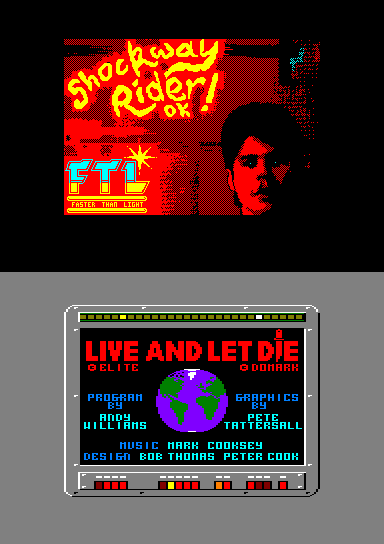 Shockway
Rider!
OK
FTL
FASTER THAN LIGHT
LIVE AND LET DIE
©ELITE ©DOMARK
PROGRAM GRAPHICS
BY BY
ANDY PETE
WILLIAMS TATTERSALL
MUSIC MARK COOKSEY
DESIGN BOB THOMAS PETER COOK